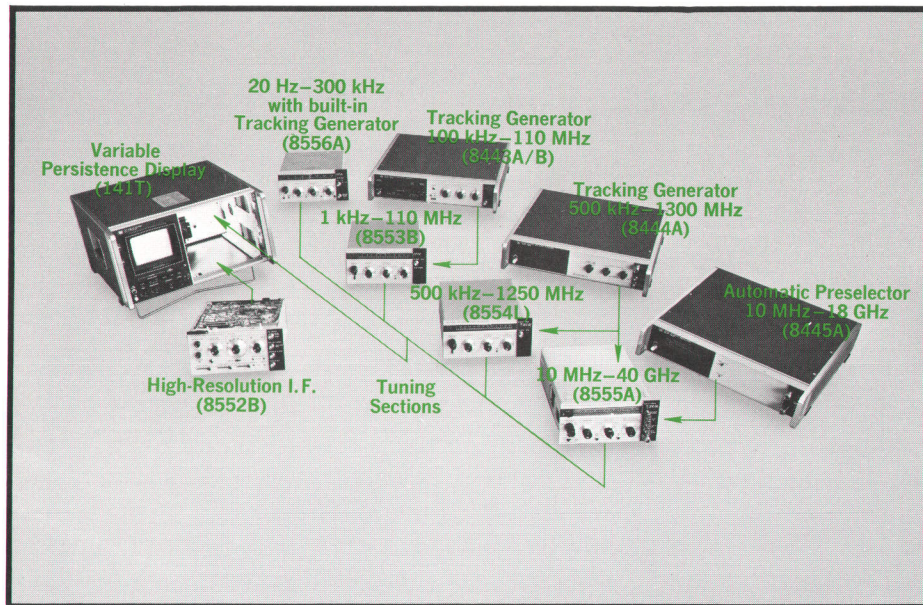 20 Hz–300 kHz
with built-in
Tracking Generator
(8556A)
Tracking Generator
100 kHz–110 MHz
(8443A/B)
Variable
Persistence Display
(141T)
Tracking Generator
500 kHz–1300 MHz
(8444A)
1 kHz–110 MHz
(8553B)
500 kHz–1250 MHz
(8554L)
Automatic Preselector
10 MHz–18 GHz
(8445A)
High-Resolution I.F.
(8552B)
Tuning
Sections
10 MHz–40 GHz
(8555A)